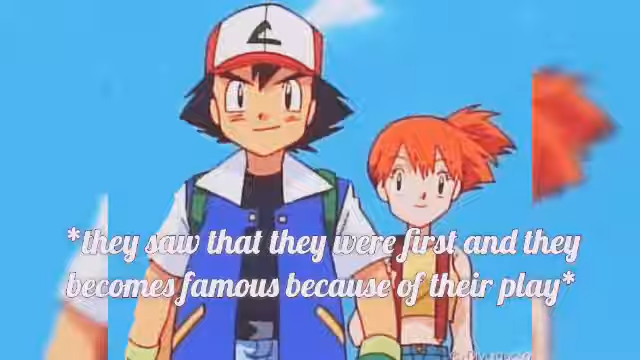 *they saw that they were first and they
becomes famous because of their play*